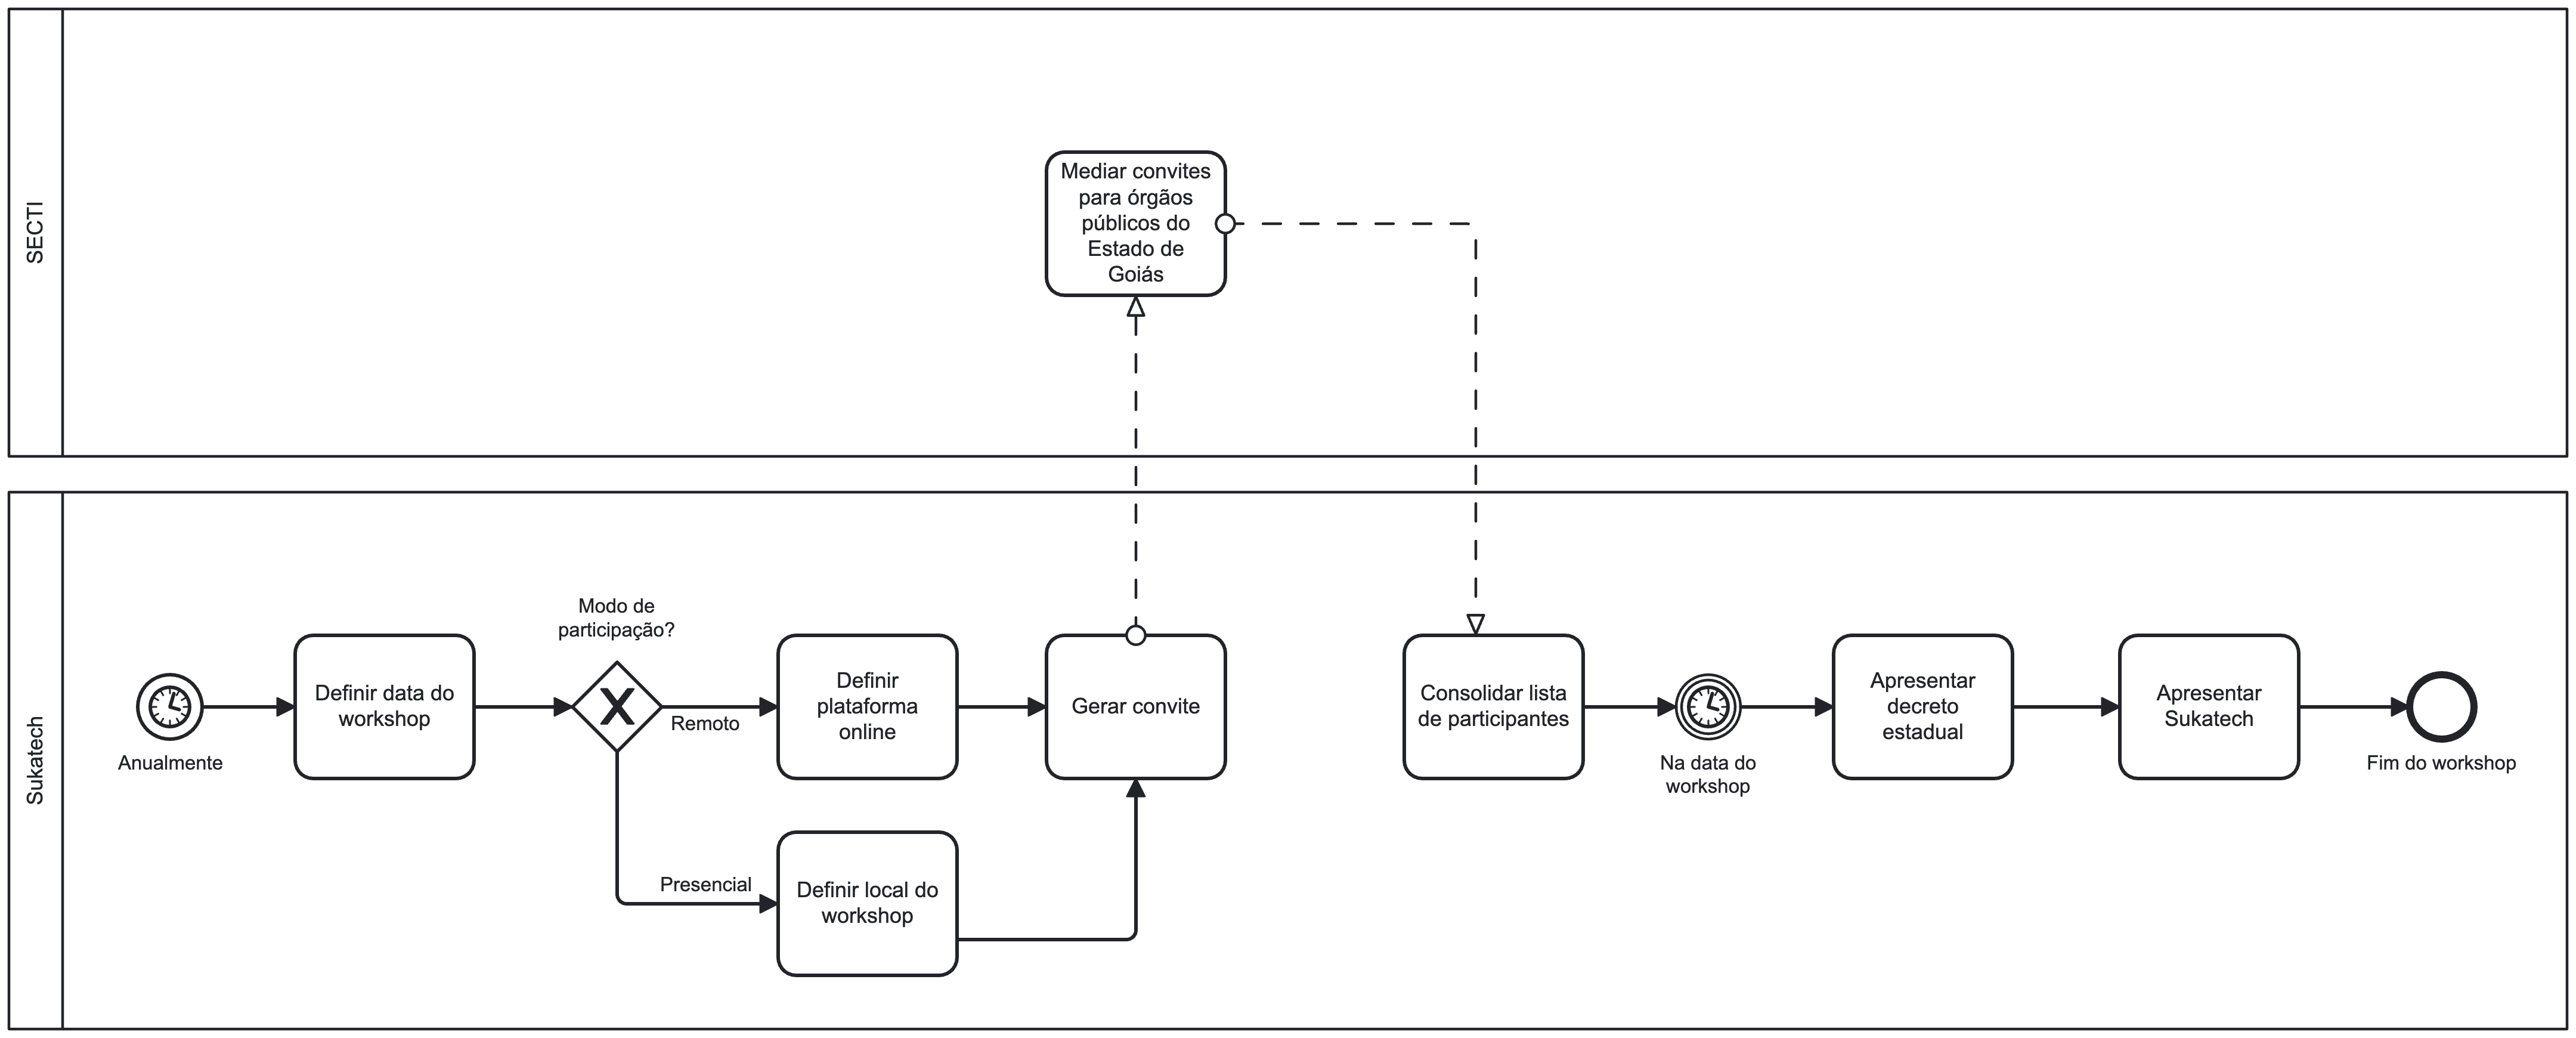 SECTI
Mediar convites
para órgãos
públicos do
Estado de
Goiás
Sukatech
Anualmente
Definir data do
workshop
Modo de
participação?
Remoto
Presencial
Definir
plataforma
online
Definir local do
workshop
Gerar convite
Consolidar lista
de participantes
Na data do
workshop
Apresentar
decreto
estadual
Apresentar
Sukatech
Fim do workshop